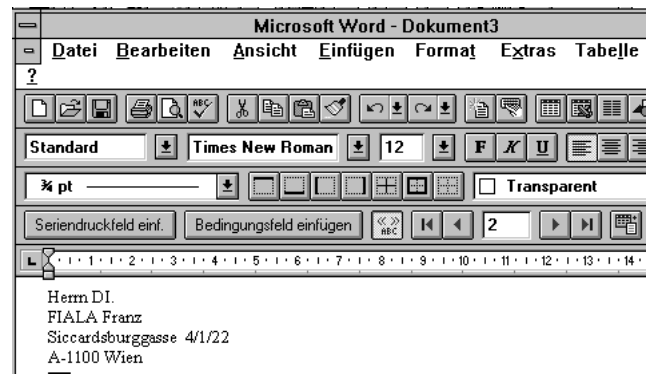 Microsoft Word - Dokument3
Datei Bearbeiten Ansicht Einfügen Format Extras Tabelle
?
ABC
Standard Times New Roman 12 F K U
¾ pt Transparent
Seriendruckfeld einf. Bedingungsfeld einfügen « » ABC 2
L 1 2 3 4 5 6 7 8 9 10 11 12 13 14
Herrn DI.
FIALA Franz
Siccardsburggasse 4/1/22
A-1100 Wien